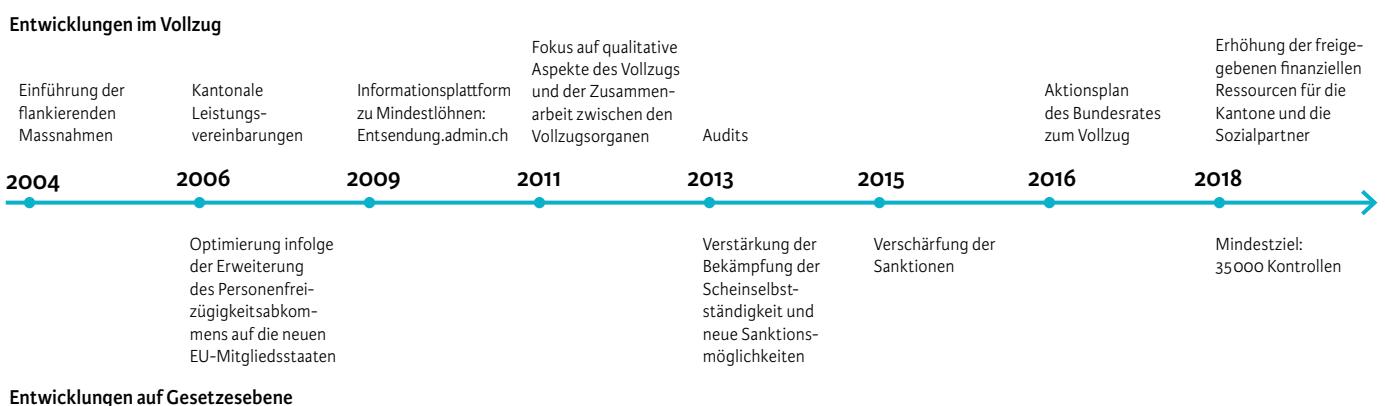 Entwicklungen im Vollzug
Einführung der
flankierenden
Massnahmen
Kantonale
Leistungs-
vereinbarungen
Informationsplattform
zu Mindestlöhnen:
Entsendung.admin.ch
Fokus auf qualitative
Aspekte des Vollzugs
und der Zusammen-
arbeit zwischen den
Vollzugsorganen
Audits
Aktionsplan
des Bundesrates
zum Vollzug
Erhöhung der freige-
gebenen finanziellen
Ressourcen für die
Kantone und die
Sozialpartner
2004 2006 2009 2011 2013 2015 2016 2018
Optimierung infolge
der Erweiterung
des Personenfrei-
zügigkeitsabkom-
mens auf die neuen
EU-Mitgliedsstaaten
Verstärkung der
Bekämpfung der
Scheinselbst-
ständigkeit und
neue Sanktions-
möglichkeiten
Verschärfung der
Sanktionen
Mindestziel:
35 000 Kontrollen
Entwicklungen auf Gesetzesebene